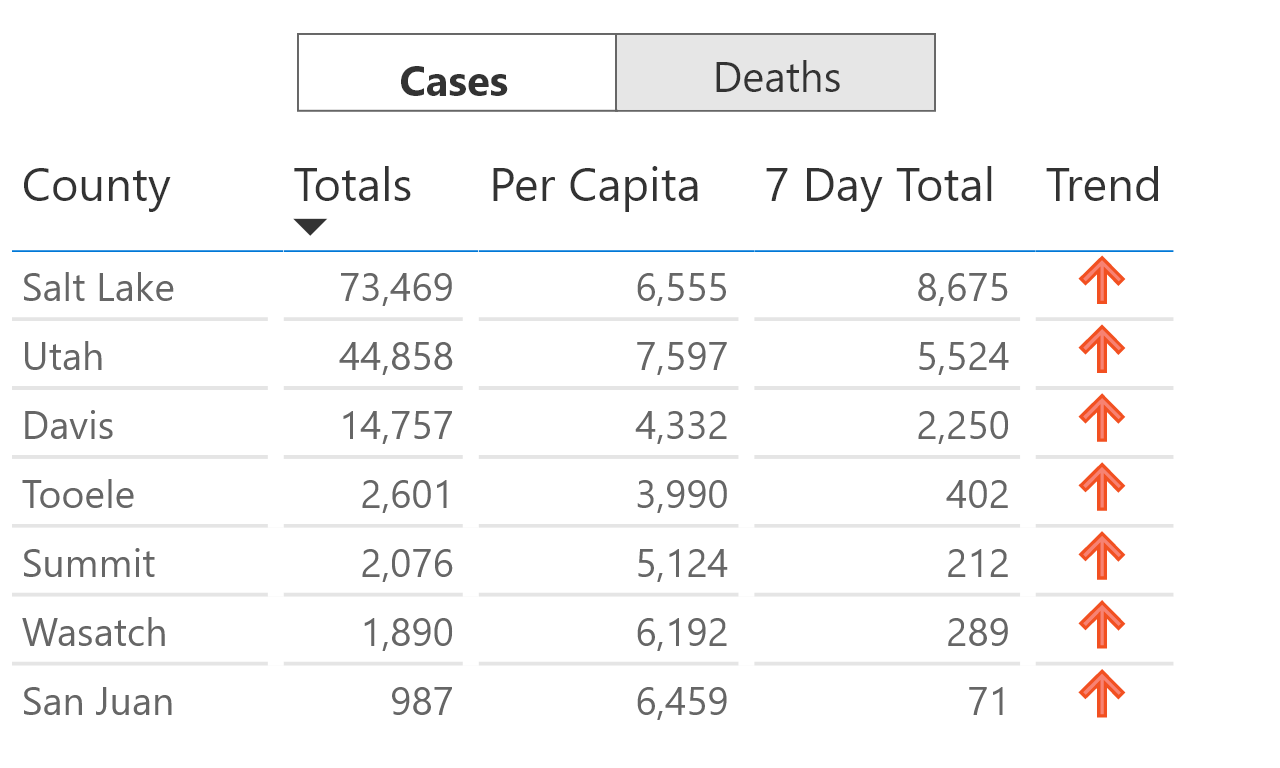 Cases Deaths
County Totals Per Capita 7 Day Total Trend
Salt Lake 73,469 6,555 8,675
Utah 44,858 7,597 5,524
Davis 14,757 4,332 2,250
Tooele 2,601 3,990 402
Summit 2,076 5,124 212
Wasatch 1,890 6,192 289
San Juan 987 6,459 71